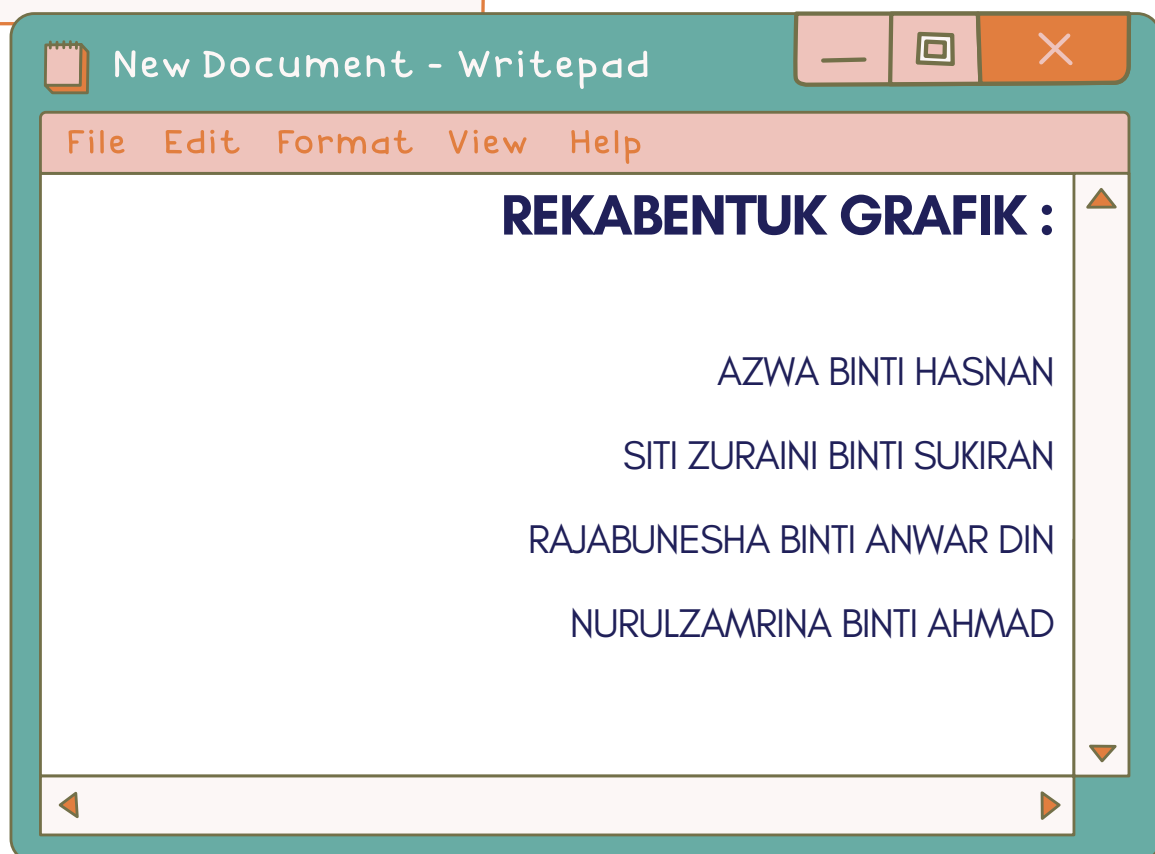 New Document - Writepad
File Edit Format View Help
REKABENTUK GRAFIK :
AZWA BINTI HASNAN
SITI ZURAINI BINTI SUKIRAN
RAJABUNESHA BINTI ANWAR DIN
NURULZAMRINA BINTI AHMAD